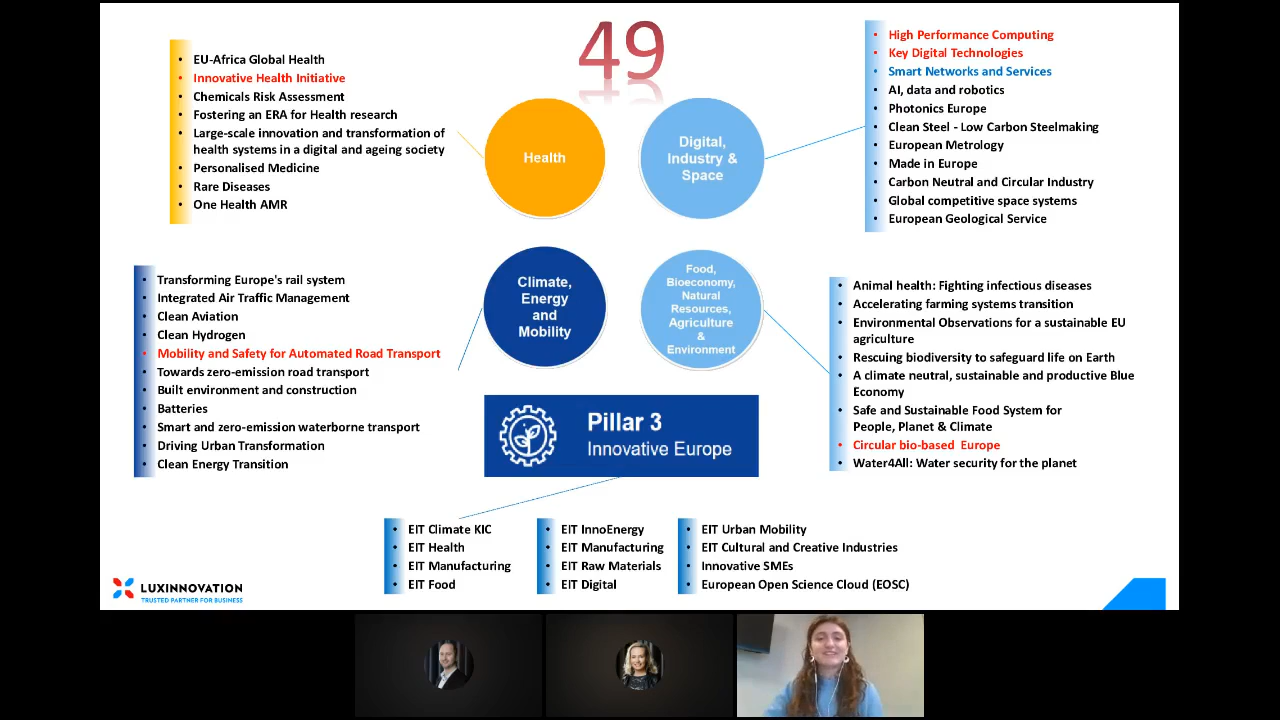 49
EU-Africa Global Health
Innovative Health Initiative
Chemicals Risk Assessment
Fostering an ERA for Health research
Large-scale innovation and transformation of
health systems in a digital and ageing society
Personalised Medicine
Rare Diseases
One Health AMR
Health
Digital,
Industry &
Space
High Performance Computing
Key Digital Technologies
Smart Networks and Services
AI, data and robotics
Photonics Europe
Clean Steel - Low Carbon Steelmaking
European Metrology
Made in Europe
Carbon Neutral and Circular Industry
Global competitive space systems
European Geological Service
Transforming Europe's rail system
Integrated Air Traffic Management
Clean Aviation
Clean Hydrogen
Mobility and Safety for Automated Road Transport
Towards zero-emission road transport
Built environment and construction
Batteries
Smart and zero-emission waterborne transport
Driving Urban Transformation
Clean Energy Transition
Climate,
Energy
and
Mobility
Food,
Bioeconomy,
Natural
Resources,
Agriculture
&
Environment
Animal health: Fighting infectious diseases
Accelerating farming systems transition
Environmental Observations for a sustainable EU
agriculture
Rescuing biodiversity to safeguard life on Earth
A climate neutral, sustainable and productive Blue
Economy
Safe and Sustainable Food System for
People, Planet & Climate
Circular bio-based Europe
Water4All: Water security for the planet
Pillar 3
Innovative Europe
EIT Climate KIC
EIT Health
EIT Manufacturing
EIT Food
EIT InnoEnergy
EIT Manufacturing
EIT Raw Materials
EIT Digital
EIT Urban Mobility
EIT Cultural and Creative Industries
Innovative SMEs
European Open Science Cloud (EOSC)
LUXINNOVATION
TRUSTED PARTNER FOR BUSINESS